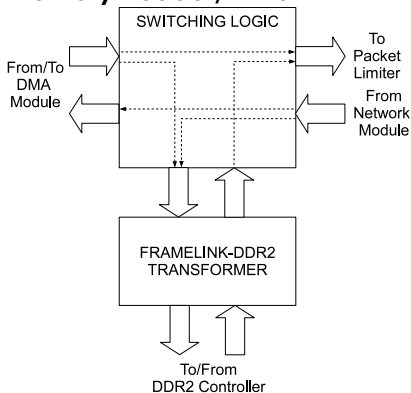 SWITCHING LOGIC
To
Packet
Limiter
From/To
DMA
Module
From
Network
Module
FRAMELINK-DDR2
TRANSFORMER
To/From
DDR2 Controller